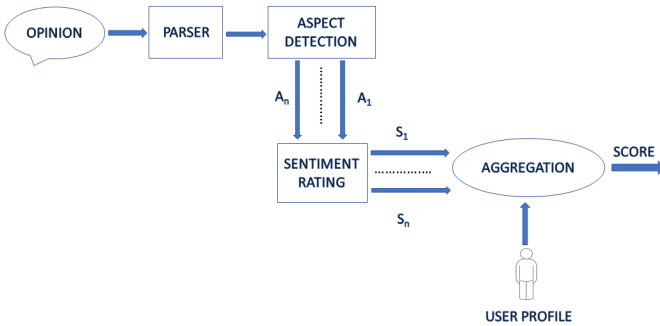 OPINION
PARSER
ASPECT
DETECTION
Aₙ
A₁
SENTIMENT
RATING
S₁
................
Sₙ
AGGREGATION
SCORE
USER PROFILE